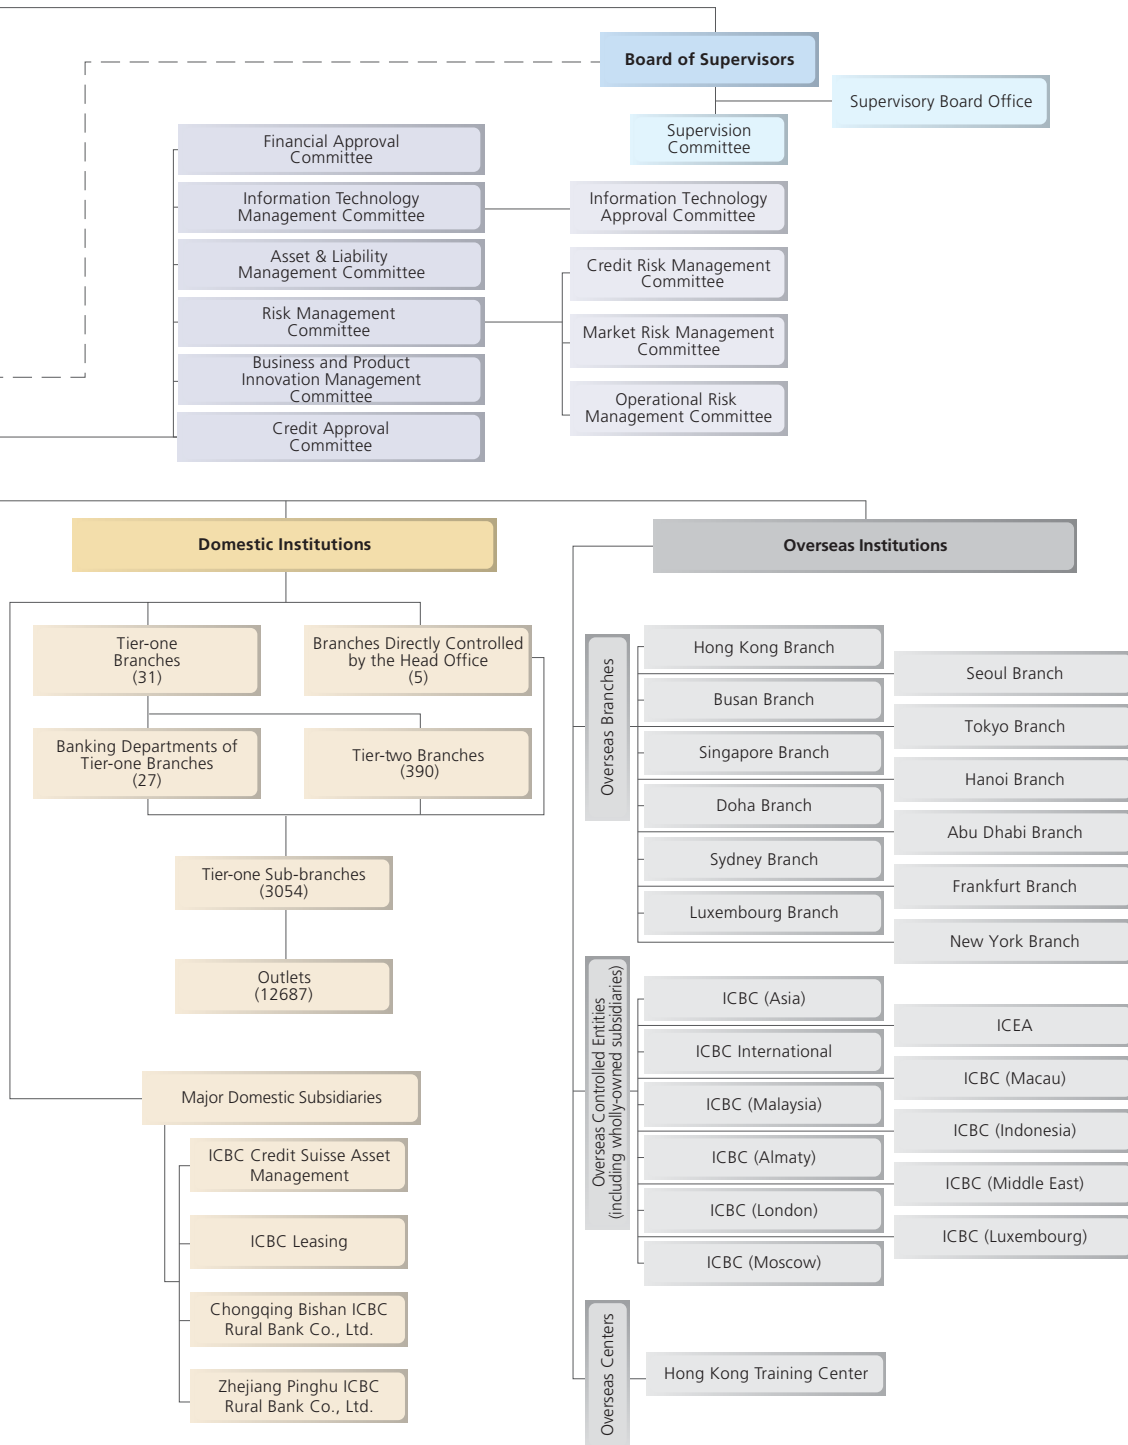 Board of Supervisors
Supervisory Board Office
Supervision
Committee
Financial Approval
Committee
Information Technology
Management Committee
Information Technology
Approval Committee
Asset & Liability
Management Committee
Credit Risk Management
Committee
Risk Management
Committee
Market Risk Management
Committee
Business and Product
Innovation Management
Committee
Operational Risk
Management Committee
Credit Approval
Committee
Domestic Institutions
Tier-one
Branches
(31)
Branches Directly Controlled
by the Head Office
(5)
Banking Departments of
Tier-one Branches
(27)
Tier-two Branches
(390)
Tier-one Sub-branches
(3054)
Outlets
(12687)
Major Domestic Subsidiaries
ICBC Credit Suisse Asset
Management
ICBC Leasing
Chongqing Bishan ICBC
Rural Bank Co., Ltd.
Zhejiang Pinghu ICBC
Rural Bank Co., Ltd.
Overseas Institutions
Overseas Branches
Hong Kong Branch
Seoul Branch
Busan Branch
Tokyo Branch
Singapore Branch
Hanoi Branch
Doha Branch
Abu Dhabi Branch
Sydney Branch
Frankfurt Branch
Luxembourg Branch
New York Branch
Overseas Controlled Entities
(including wholly-owned subsidiaries)
ICBC (Asia)
ICEA
ICBC International
ICBC (Macau)
ICBC (Malaysia)
ICBC (Indonesia)
ICBC (Almaty)
ICBC (Middle East)
ICBC (London)
ICBC (Luxembourg)
ICBC (Moscow)
Overseas Centers
Hong Kong Training Center